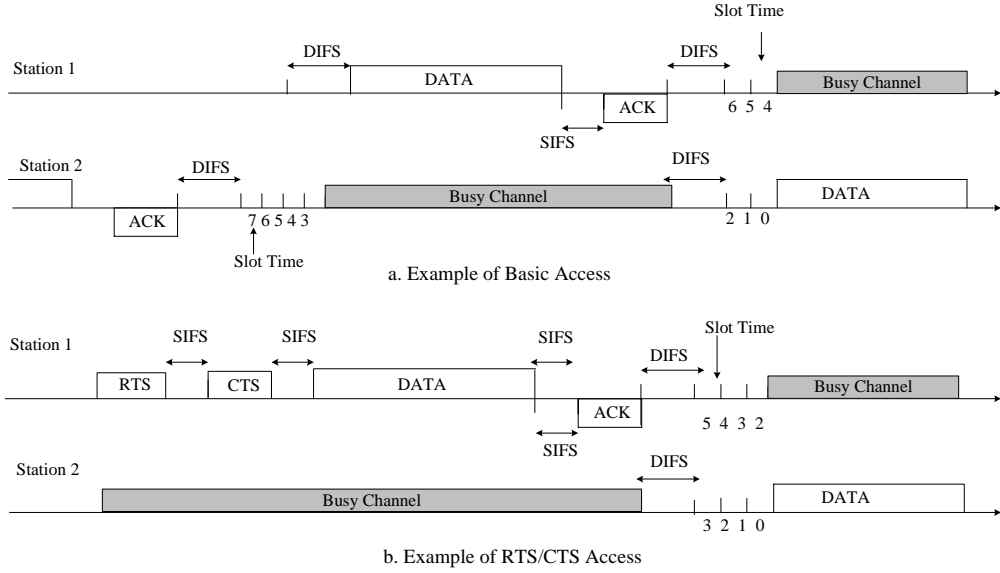 Slot Time
DIFS
DIFS
Station 1
DATA
Busy Channel
ACK
6 5 4
SIFS
Station 2
DIFS
DIFS
Busy Channel
DATA
ACK
7 6 5 4 3
2 1 0
Slot Time
a. Example of Basic Access
SIFS
SIFS
SIFS
Slot Time
Station 1
DIFS
RTS
CTS
DATA
Busy Channel
ACK
5 4 3 2
SIFS
Station 2
DIFS
Busy Channel
DATA
3 2 1 0
b. Example of RTS/CTS Access